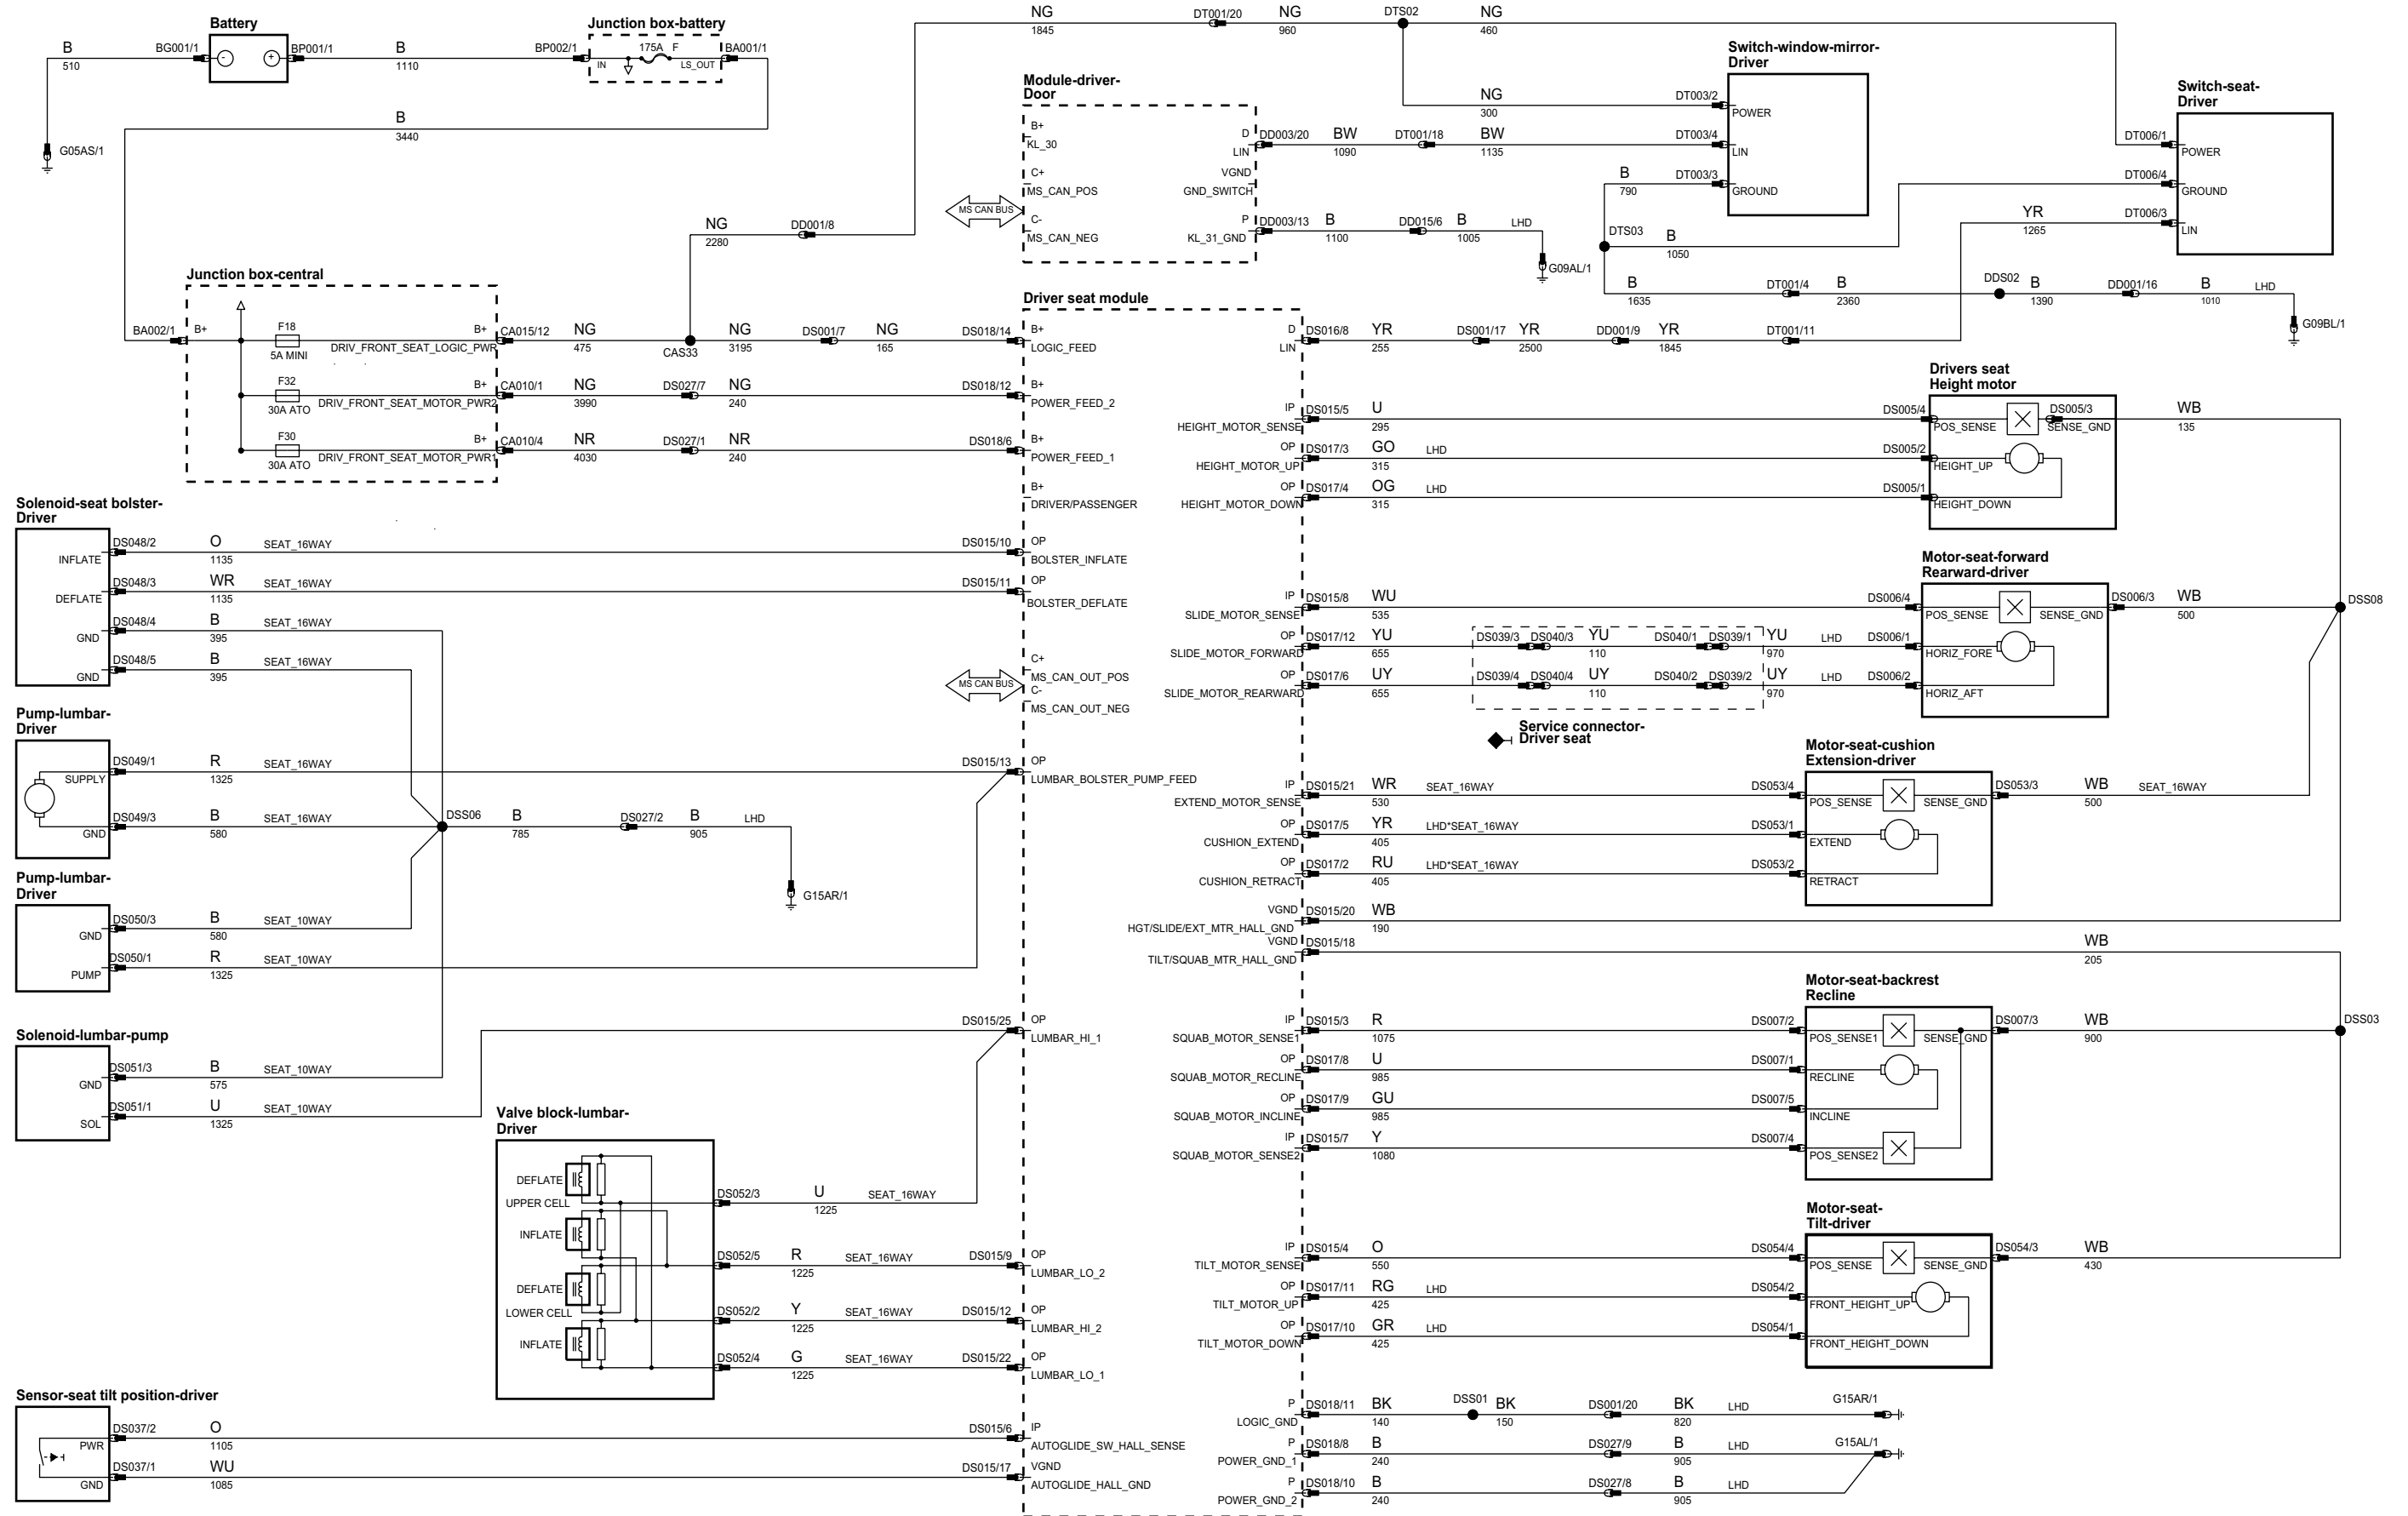 Battery
Junction box-battery
B
510
BG001/1
-
+
BP001/1
B
1110
BP002/1
175A F
IN
LS_OUT
BA001/1
B
3440
G05AS/1
NG
1845
DT001/20
NG
960
DTS02
NG
460
Module-driver-
Door
B+
KL_30
C+
MS_CAN_POS
C-
MS_CAN_NEG
MS CAN BUS
D
LIN
VGND
GND_SWITCH
P
KL_31_GND
DD003/20
BW
1090
DT001/18
BW
1135
DD003/13
B
1100
DD015/6
B
1005
LHD
G09AL/1
Switch-window-mirror-
Driver
NG
300
DT003/2
POWER
DT003/4
LIN
B
790
DT003/3
GROUND
Switch-seat-
Driver
DT006/1
POWER
DT006/4
GROUND
YR
1265
DT006/3
LIN
DTS03
B
1050
B
1635
DT001/4
B
2360
DDS02
B
1390
DD001/16
B
1010
LHD
G09BL/1
NG
2280
DD001/8
Junction box-central
BA002/1
B+
F18
5A MINI
B+
DRIV_FRONT_SEAT_LOGIC_PWR
CA015/12
NG
475
CAS33
NG
3195
DS001/7
NG
165
DS018/14
F32
30A ATO
B+
DRIV_FRONT_SEAT_MOTOR_PWR2
CA010/1
NG
3990
DS027/7
NG
240
DS018/12
F30
30A ATO
B+
DRIV_FRONT_SEAT_MOTOR_PWR1
CA010/4
NR
4030
DS027/1
NR
240
DS018/6
Driver seat module
B+
LOGIC_FEED
B+
POWER_FEED_2
B+
POWER_FEED_1
B+
DRIVER/PASSENGER
D
LIN
DS016/8
YR
255
DS001/17
YR
2500
DD001/9
YR
1845
DT001/11
Drivers seat
Height motor
IP
HEIGHT_MOTOR_SENSE
DS015/5
U
295
DS005/4
POS_SENSE
DS005/3
SENSE_GND
WB
135
OP
HEIGHT_MOTOR_UP
DS017/3
GO
315
LHD
DS005/2
HEIGHT_UP
OP
HEIGHT_MOTOR_DOWN
DS017/4
OG
315
LHD
DS005/1
HEIGHT_DOWN
Solenoid-seat bolster-
Driver
INFLATE
DS048/2
O
1135
SEAT_16WAY
DS015/10
OP
BOLSTER_INFLATE
DEFLATE
DS048/3
WR
1135
SEAT_16WAY
DS015/11
OP
BOLSTER_DEFLATE
GND
DS048/4
B
395
SEAT_16WAY
GND
DS048/5
B
395
SEAT_16WAY
MS CAN BUS
C+
MS_CAN_OUT_POS
C-
MS_CAN_OUT_NEG
Motor-seat-forward
Rearward-driver
IP
SLIDE_MOTOR_SENSE
DS015/8
WU
535
DS006/4
POS_SENSE
SENSE_GND
DS006/3
WB
500
DSS08
OP
SLIDE_MOTOR_FORWARD
DS017/12
YU
655
DS039/3
DS040/3
YU
110
DS040/1
DS039/1
YU
970
LHD
DS006/1
HORIZ_FORE
OP
SLIDE_MOTOR_REARWARD
DS017/6
UY
655
DS039/4
DS040/4
UY
110
DS040/2
DS039/2
UY
970
LHD
DS006/2
HORIZ_AFT
Service connector-
Driver seat
Pump-lumbar-
Driver
SUPPLY
DS049/1
R
1325
SEAT_16WAY
DS015/13
OP
LUMBAR_BOLSTER_PUMP_FEED
GND
DS049/3
B
580
SEAT_16WAY
DSS06
B
785
DS027/2
B
905
LHD
G15AR/1
Motor-seat-cushion
Extension-driver
IP
EXTEND_MOTOR_SENSE
DS015/21
WR
530
SEAT_16WAY
DS053/4
POS_SENSE
SENSE_GND
DS053/3
WB
500
SEAT_16WAY
OP
CUSHION_EXTEND
DS017/5
YR
405
LHD*SEAT_16WAY
DS053/1
EXTEND
OP
CUSHION_RETRACT
DS017/2
RU
405
LHD*SEAT_16WAY
DS053/2
RETRACT
Pump-lumbar-
Driver
GND
DS050/3
B
580
SEAT_10WAY
PUMP
DS050/1
R
1325
SEAT_10WAY
VGND
HGT/SLIDE/EXT_MTR_HALL_GND
DS015/20
WB
190
VGND
TILT/SQUAB_MTR_HALL_GND
DS015/18
WB
205
Solenoid-lumbar-pump
GND
DS051/3
B
575
SEAT_10WAY
SOL
DS051/1
U
1325
SEAT_10WAY
DS015/25
OP
LUMBAR_HI_1
Motor-seat-backrest
Recline
IP
SQUAB_MOTOR_SENSE1
DS015/3
R
1075
DS007/2
POS_SENSE1
SENSE_GND
DS007/3
WB
900
DSS03
OP
SQUAB_MOTOR_RECLINE
DS017/8
U
985
DS007/1
RECLINE
OP
SQUAB_MOTOR_INCLINE
DS017/9
GU
985
DS007/5
INCLINE
IP
SQUAB_MOTOR_SENSE2
DS015/7
Y
1080
DS007/4
POS_SENSE2
Valve block-lumbar-
Driver
DEFLATE
UPPER CELL
INFLATE
DEFLATE
LOWER CELL
INFLATE
DS052/3
U
1225
SEAT_16WAY
DS052/5
R
1225
SEAT_16WAY
DS015/9
OP
LUMBAR_LO_2
DS052/2
Y
1225
SEAT_16WAY
DS015/12
OP
LUMBAR_HI_2
DS052/4
G
1225
SEAT_16WAY
DS015/22
OP
LUMBAR_LO_1
Motor-seat-
Tilt-driver
IP
TILT_MOTOR_SENSE
DS015/4
O
550
DS054/4
POS_SENSE
SENSE_GND
DS054/3
WB
430
OP
TILT_MOTOR_UP
DS017/11
RG
425
LHD
DS054/2
FRONT_HEIGHT_UP
OP
TILT_MOTOR_DOWN
DS017/10
GR
425
LHD
DS054/1
FRONT_HEIGHT_DOWN
Sensor-seat tilt position-driver
PWR
DS037/2
O
1105
DS015/6
IP
AUTOGLIDE_SW_HALL_SENSE
GND
DS037/1
WU
1085
DS015/17
VGND
AUTOGLIDE_HALL_GND
P
LOGIC_GND
DS018/11
BK
140
DSS01
BK
150
DS001/20
BK
820
LHD
G15AR/1
P
POWER_GND_1
DS018/8
B
240
DS027/9
B
905
LHD
G15AL/1
P
POWER_GND_2
DS018/10
B
240
DS027/8
B
905
LHD